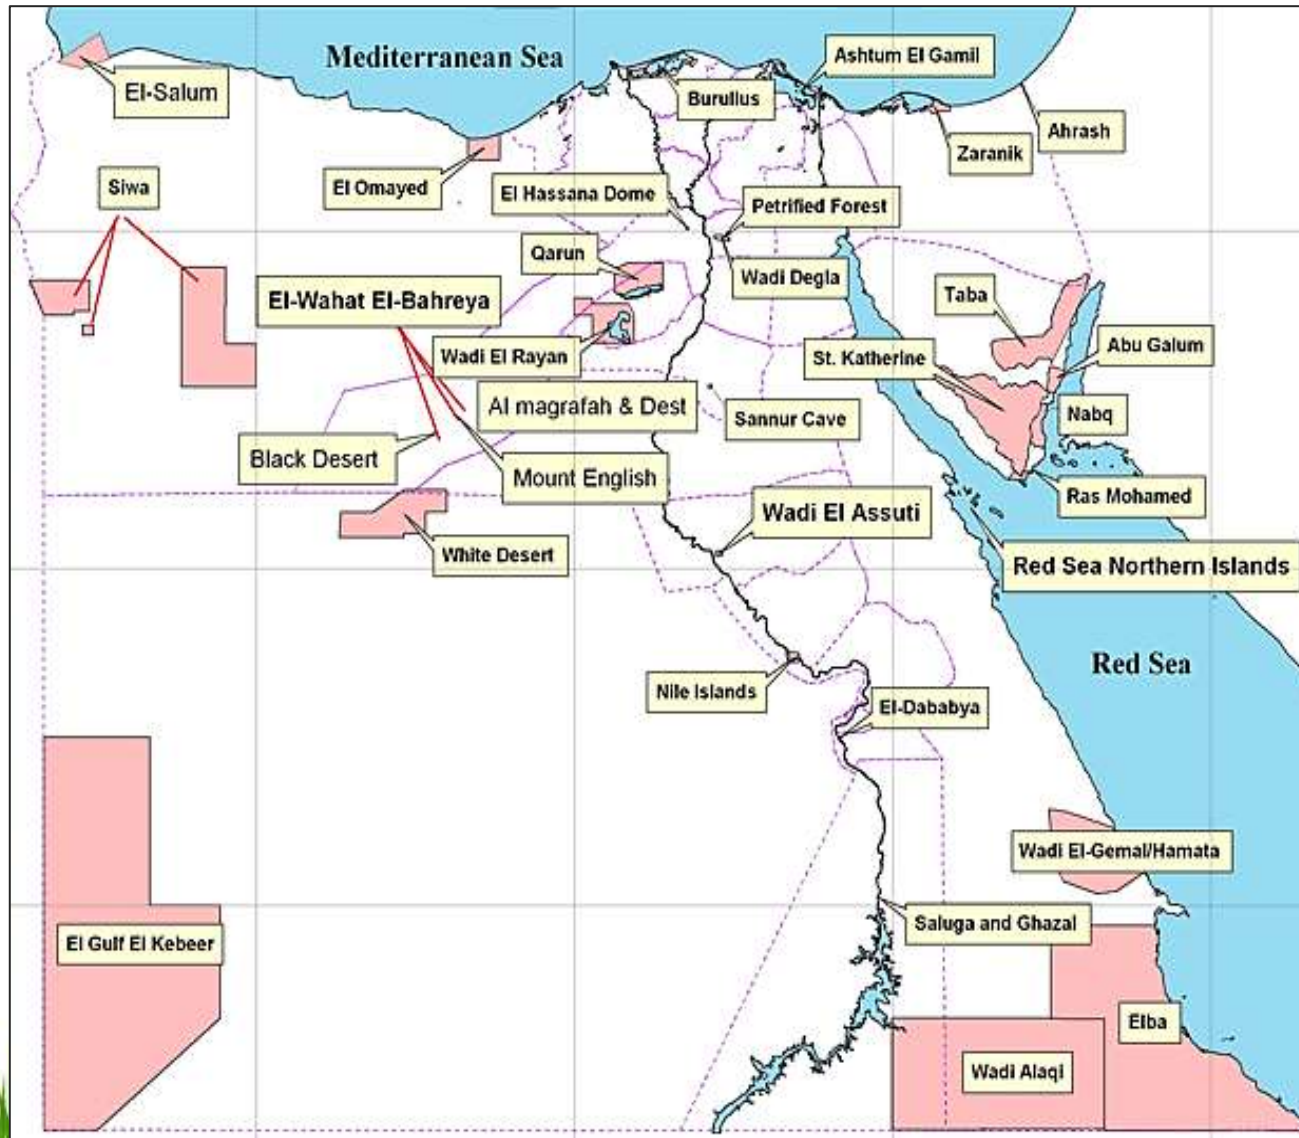 Mediterranean Sea
Ashtum El Gamil
El-Salum
Burullus
Ahrash
Zaranik
Siwa
El Omayed
El Hassana Dome
Petrified Forest
Qarun
Wadi Degla
El-Wahat El-Bahreya
Taba
Wadi El Rayan
St. Katherine
Abu Galum
Al magrafah & Dest
Sannur Cave
Nabq
Black Desert
Mount English
Ras Mohamed
Wadi El Assuti
White Desert
Red Sea Northern Islands
Red Sea
Nile Islands
El-Dababya
Wadi El-Gemal/Hamata
Saluga and Ghazal
El Gulf El Kebeer
Elba
Wadi Alaqi